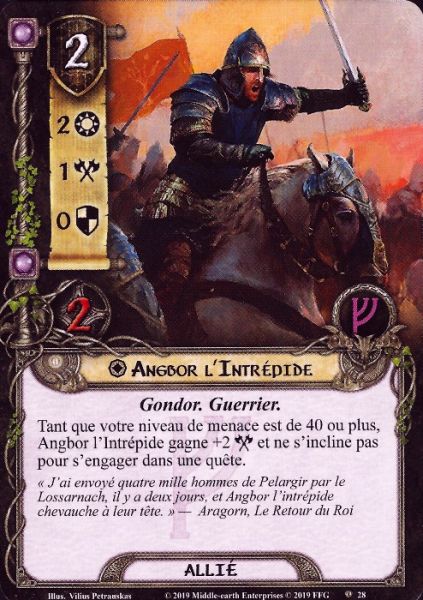 2
2
1
0
2
Angbor l'Intrépide
Gondor. Guerrier.
Tant que votre niveau de menace est de 40 ou plus,
Angbor l'Intrépide gagne +2 et ne s'incline pas
pour s'engager dans une quête.
« J'ai envoyé quatre mille hommes de Pelargir par le
Lossarnach, il y a deux jours, et Angbor l'intrépide
chevauche à leur tête. » — Aragorn, Le Retour du Roi
ALLIÉ
Illus. Vilius Petrauskas © 2019 Middle-earth Enterprises © 2019 FFG 28